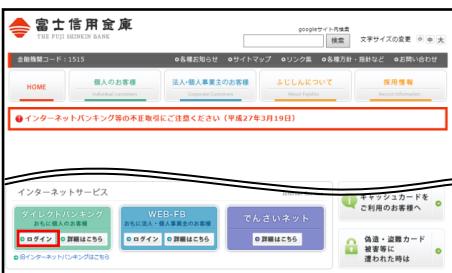 富士信用金庫
THE FUJI SHINKIN BANK
googleサイト内検索
検索
文字サイズの変更 小 中 大
金融機関コード:1515
各種お知らせ サイトマップ リンク集 各種方針・指針など お問い合わせ
HOME
個人のお客様
Individual customers
法人・個人事業主のお客様
Corporate Customers
ふじしんについて
About Fujishin
採用情報
Recruit Information
インターネットバンキング等の不正取引にご注意ください(平成27年3月19日)
インターネットサービス
ダイレクトバンキング
おもに個人のお客様
ログイン 詳細はこちら
旧インターネットバンキングはこちら
WEB-FB
おもに法人・個人事業主のお客様
ログイン 詳細はこちら
でんさいネット
詳細はこちら
キャッシュカードを
ご利用のお客様へ
偽造・盗難カード
被害等に
遭われた時は